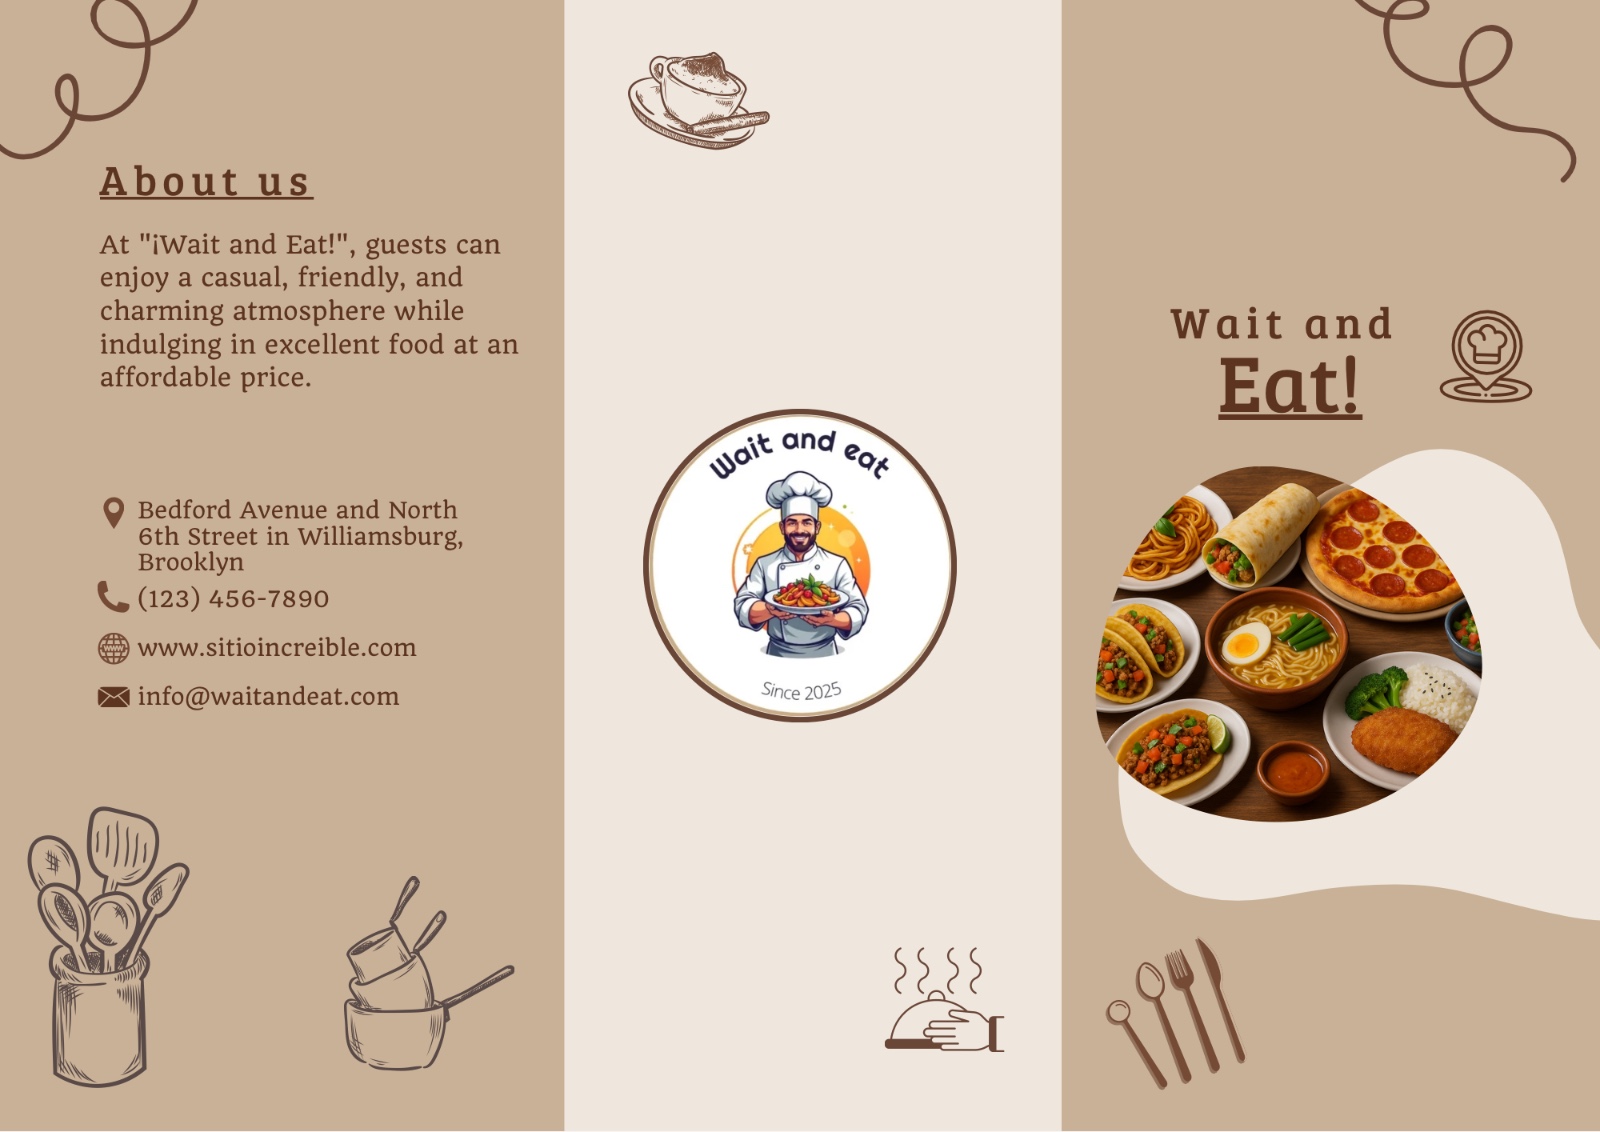 About us
At "¡Wait and Eat!", guests can
enjoy a casual, friendly, and
charming atmosphere while
indulging in excellent food at an
affordable price.
Bedford Avenue and North
6th Street in Williamsburg,
Brooklyn
(123) 456-7890
www.sitioincreible.com
info@waitandeat.com
Wait and eat
Since 2025
Wait and
Eat!